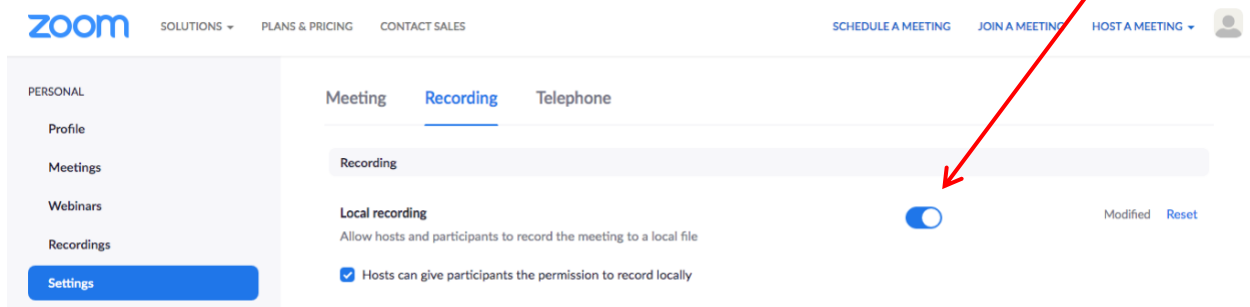 zoom SOLUTIONS PLANS & PRICING CONTACT SALES SCHEDULE A MEETING JOIN A MEETING HOST A MEETING
PERSONAL
Profile
Meetings
Webinars
Recordings
Settings
Meeting Recording Telephone
Recording
Local recording
Modified Reset
Allow hosts and participants to record the meeting to a local file
Hosts can give participants the permission to record locally